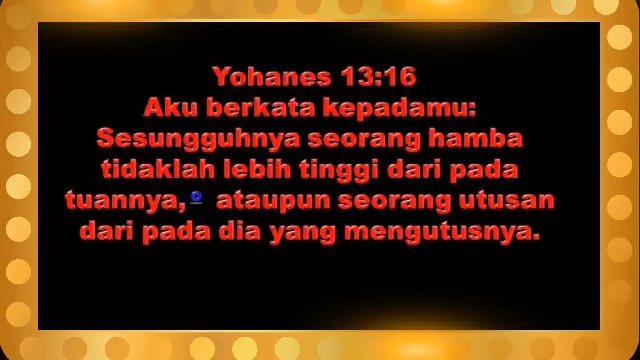 Yohanes 13:16
Aku berkata kepadamu:
Sesungguhnya seorang hamba
tidaklah lebih tinggi dari pada
tuannya, ataupun seorang utusan
dari pada dia yang mengutusnya.